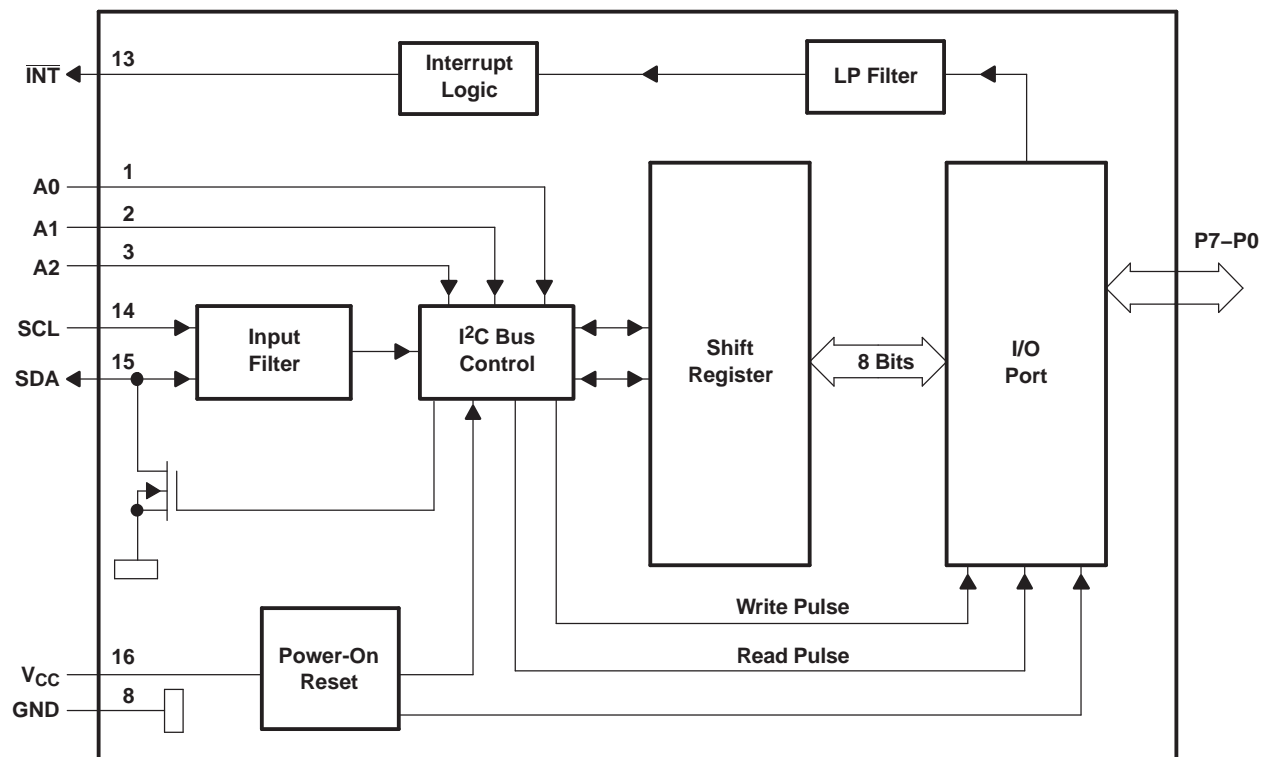 INT
13
Interrupt
Logic
LP Filter
A0
1
A1
2
A2
3
SCL
14
SDA
15
Input
Filter
I²C Bus
Control
Shift
Register
8 Bits
I/O
Port
P7–P0
Write Pulse
Read Pulse
Power-On
Reset
VCC
16
GND
8